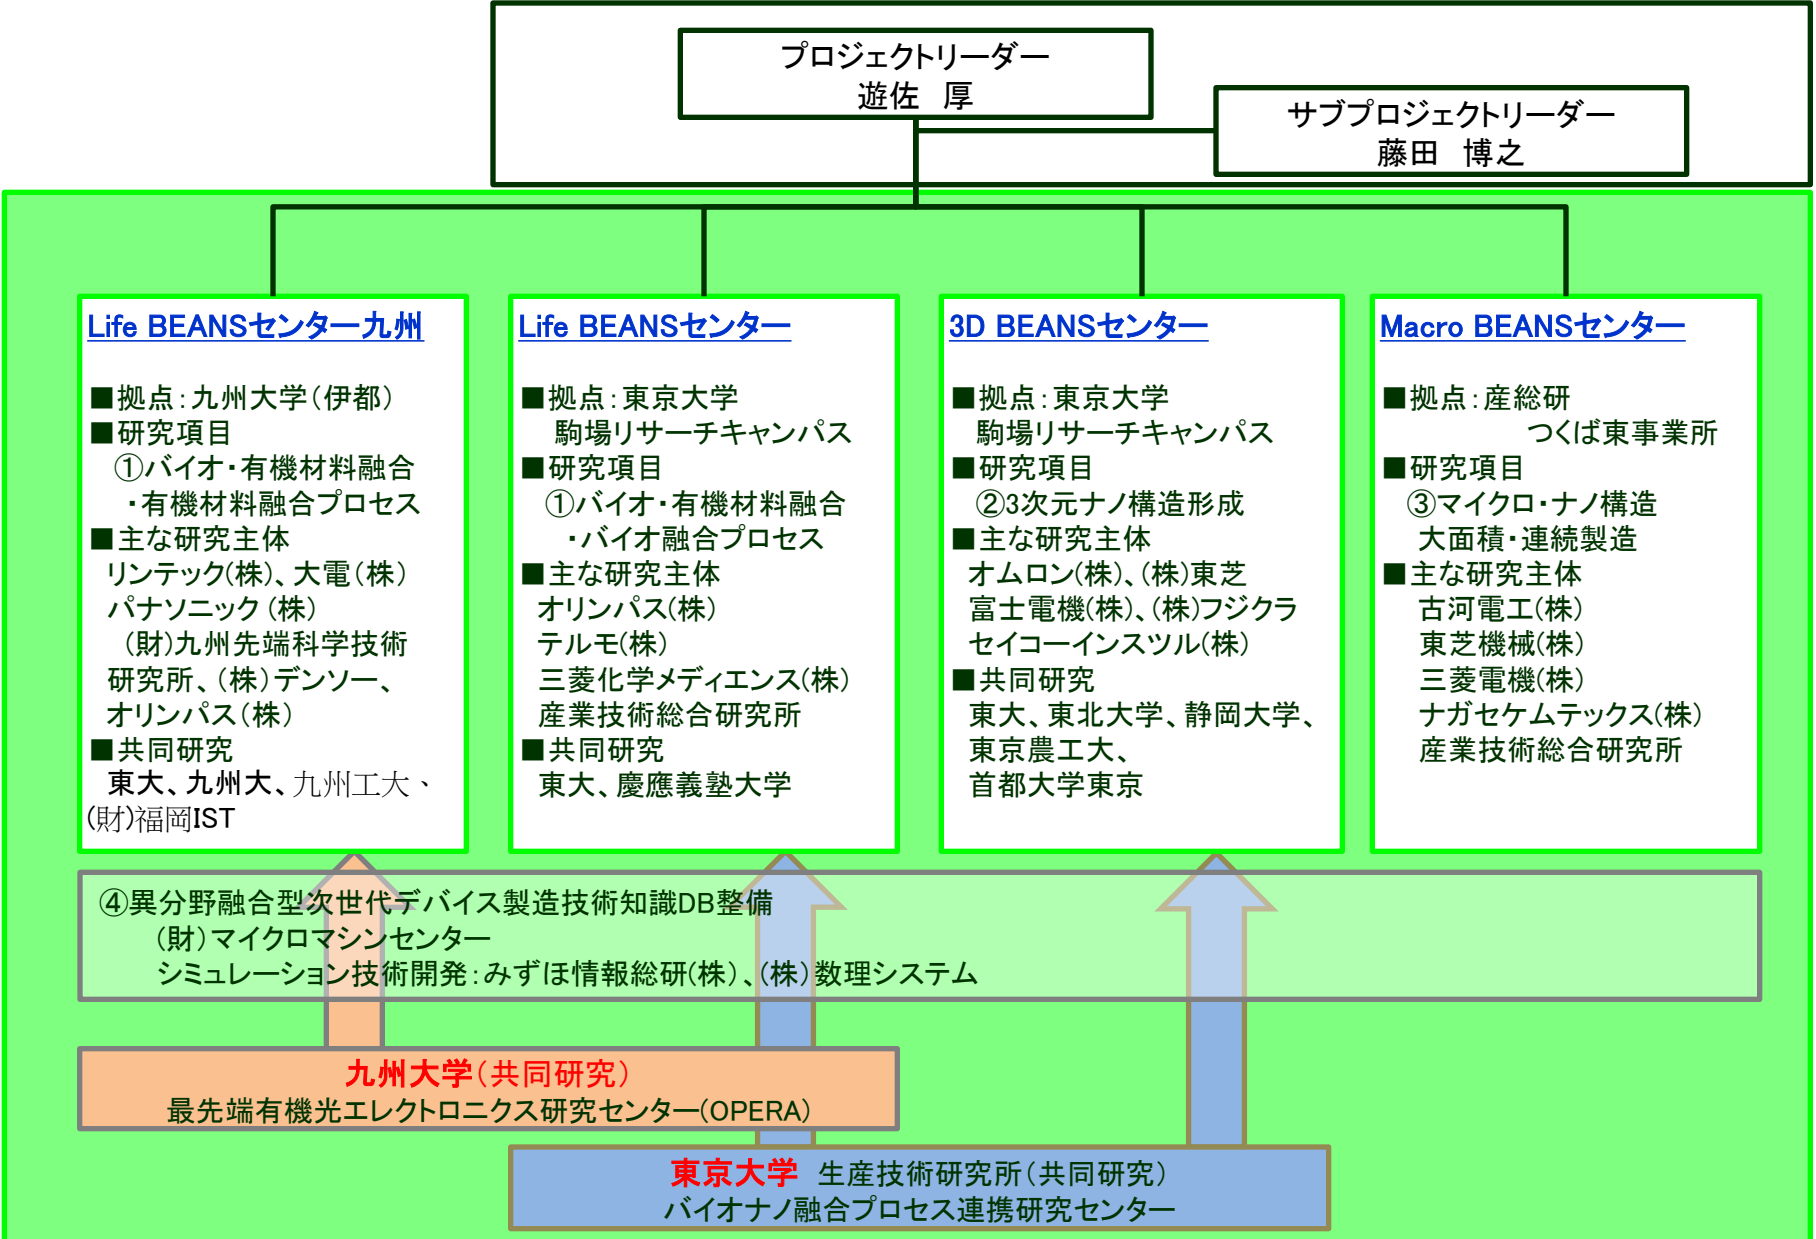 プロジェクトリーダー
遊佐　厚
サブプロジェクトリーダー
藤田　博之
Life BEANSセンター九州
■拠点：九州大学（伊都）
■研究項目
①バイオ・有機材料融合
・有機材料融合プロセス
■主な研究主体
リンテック(株)、大電（株）
パナソニック（株）
（財)九州先端科学技術
研究所、（株）デンソー、
オリンパス（株）
■共同研究
東大、九州大、九州工大、
(財)福岡IST
Life BEANSセンター
■拠点：東京大学
駒場リサーチキャンパス
■研究項目
①バイオ・有機材料融合
・バイオ融合プロセス
■主な研究主体
オリンパス(株)
テルモ(株)
三菱化学メディエンス(株)
産業技術総合研究所
■共同研究
東大、慶應義塾大学
3D BEANSセンター
■拠点：東京大学
駒場リサーチキャンパス
■研究項目
②3次元ナノ構造形成
■主な研究主体
オムロン(株)、(株)東芝
富士電機(株)、(株)フジクラ
セイコーインスツル(株)
■共同研究
東大、東北大学、静岡大学、
東京農工大、
首都大学東京
Macro BEANSセンター
■拠点：産総研
つくば東事業所
■研究項目
③マイクロ・ナノ構造
大面積・連続製造
■主な研究主体
古河電工(株)
東芝機械(株)
三菱電機(株)
ナガセケムテックス(株)
産業技術総合研究所
④異分野融合型次世代デバイス製造技術知識DB整備
（財）マイクロマシンセンター
シミュレーション技術開発：みずほ情報総研(株）、（株）数理システム
九州大学（共同研究）
最先端有機光エレクトロニクス研究センター(OPERA)
東京大学　生産技術研究所（共同研究）
バイオナノ融合プロセス連携研究センター